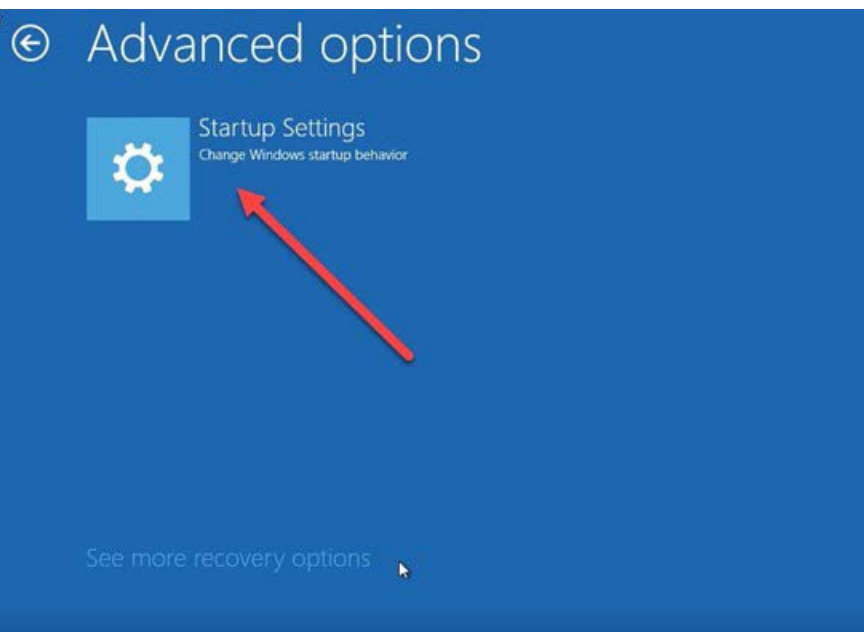 Advanced options
Startup Settings
Change Windows startup behavior
See more recovery options